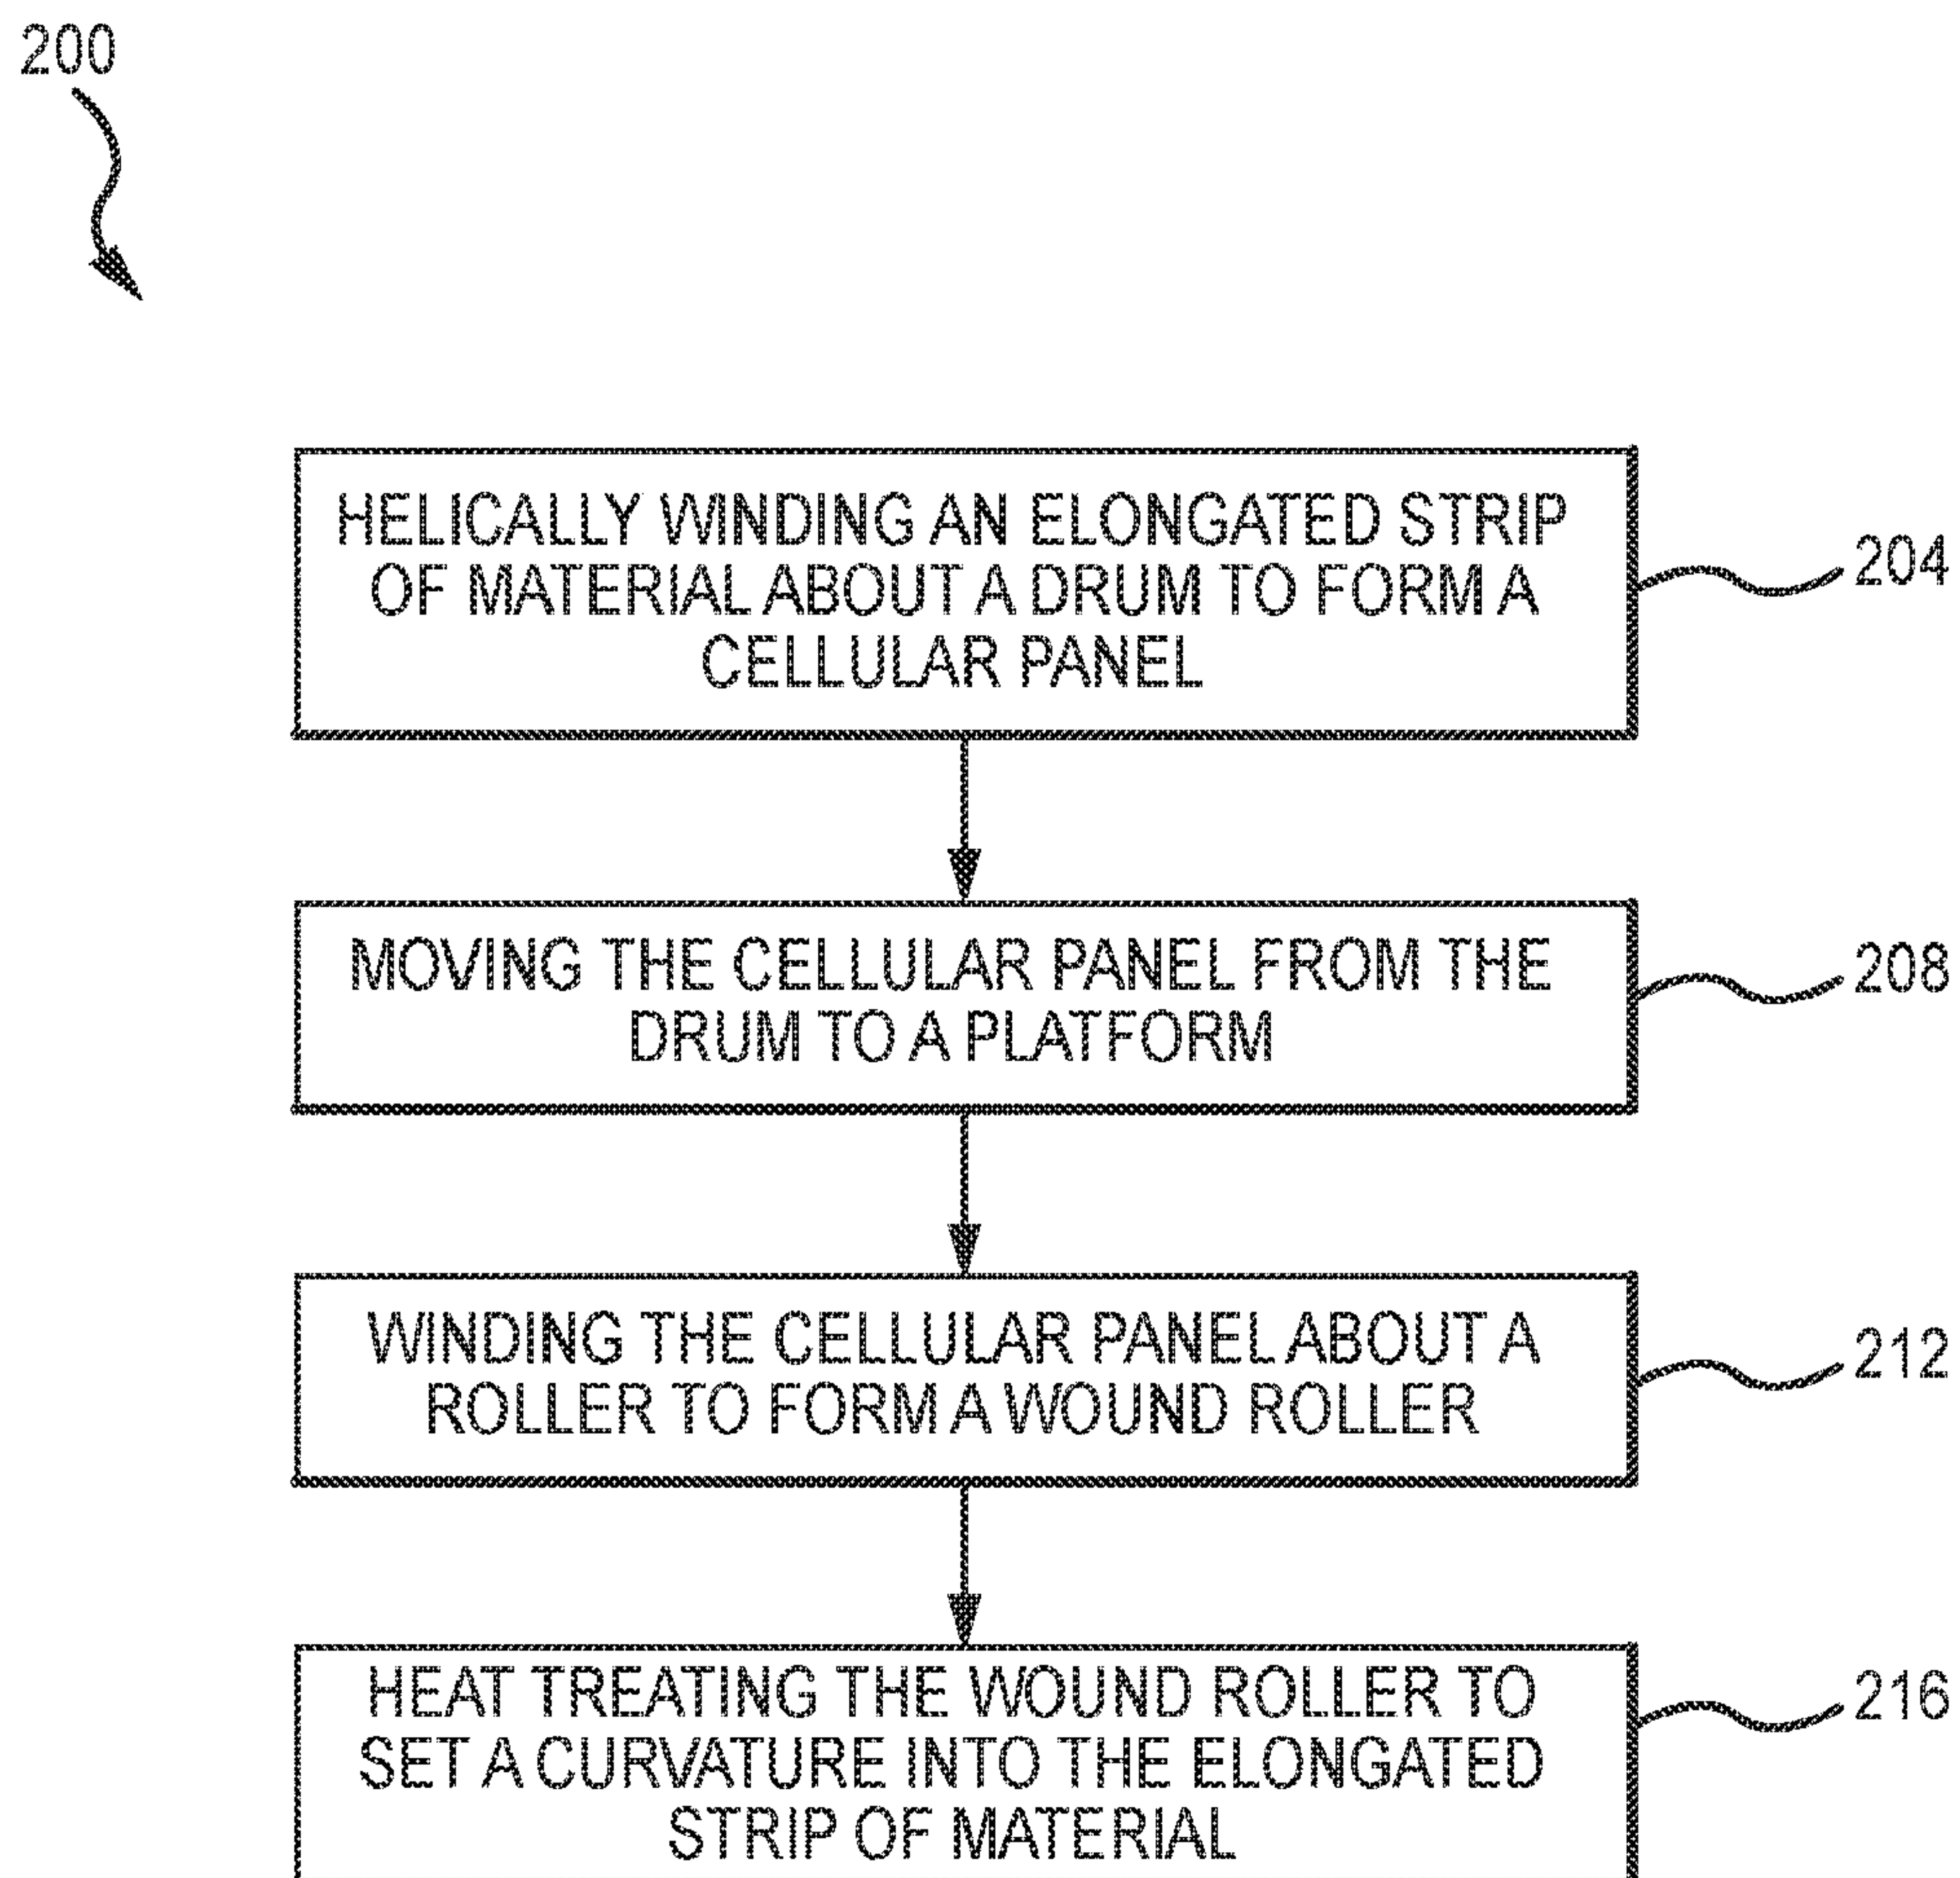 200
HELICALLY WINDING AN ELONGATED STRIP
OF MATERIAL ABOUT A DRUM TO FORM A
CELLULAR PANEL
204
MOVING THE CELLULAR PANEL FROM THE
DRUM TO A PLATFORM
208
WINDING THE CELLULAR PANEL ABOUT A
ROLLER TO FORM A WOUND ROLLER
212
HEAT TREATING THE WOUND ROLLER TO
SET A CURVATURE INTO THE ELONGATED
STRIP OF MATERIAL
216